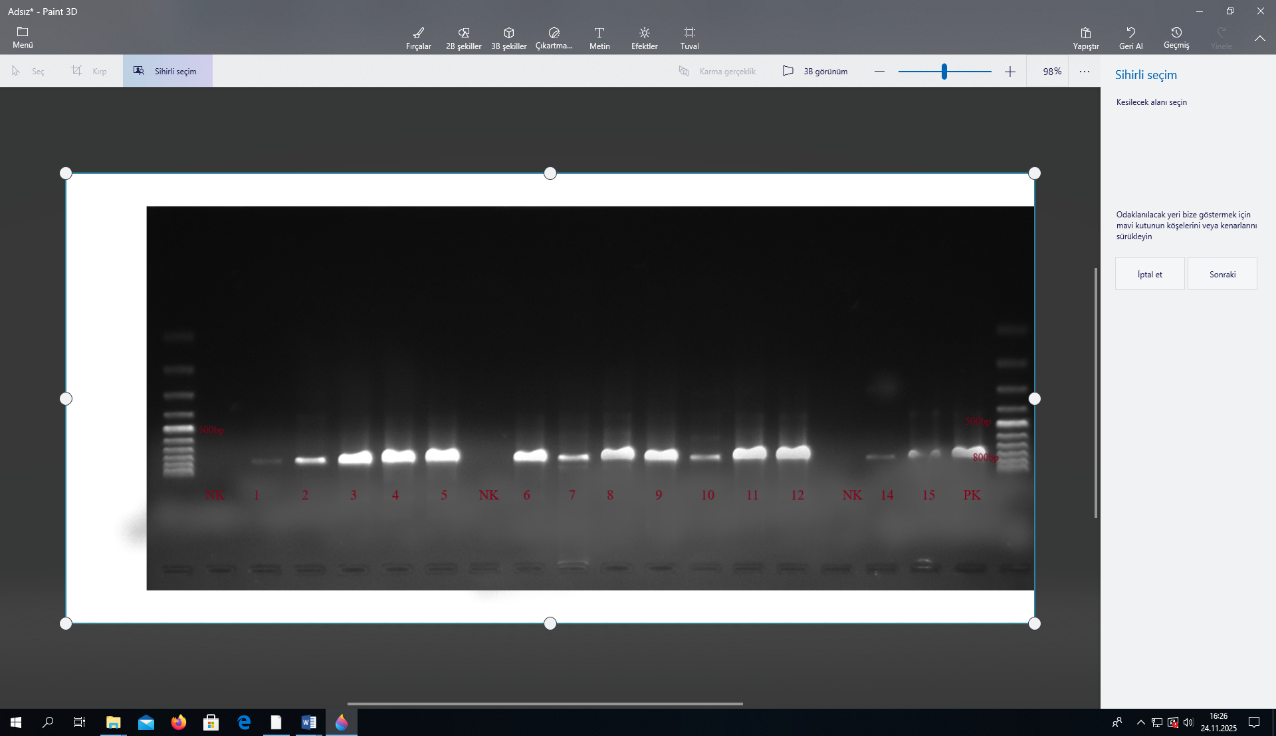 Adsız* - Paint 3D
Menü
Fırçalar
2B şekiller
3B şekiller
Çıkartma...
Metin
Efektler
Tuval
Yapıştır
Geri Al
Geçmiş
Yinele
Seç
Kırp
Sihirli seçim
Karma gerçeklik
3B görünüm
98%
Sihirli seçim
Kesilecek alanı seçin
Odaklanılacak yeri bize göstermek için
mavi kutunun köşelerini veya kenarlarını
sürükleyin
İptal et
Sonraki
500bp
500bp
800bp
NK 1 2 3 4 5 NK 6 7 8 9 10 11 12 NK 14 15 PK
16:26
24.11.2025